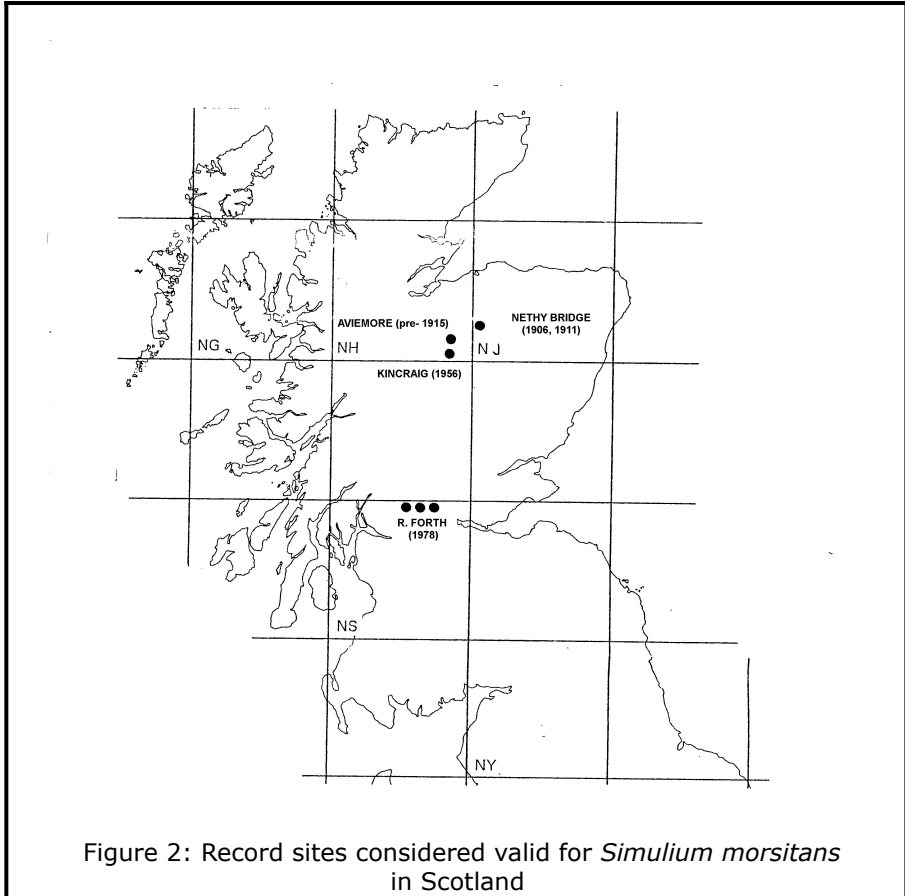 AVIEMORE (pre- 1915)
NETHY BRIDGE
(1906, 1911)
NG
NH
N J
KINCRAIG (1956)
R. FORTH
(1978)
NS
NY
Figure 2: Record sites considered valid for Simulium morsitans
in Scotland